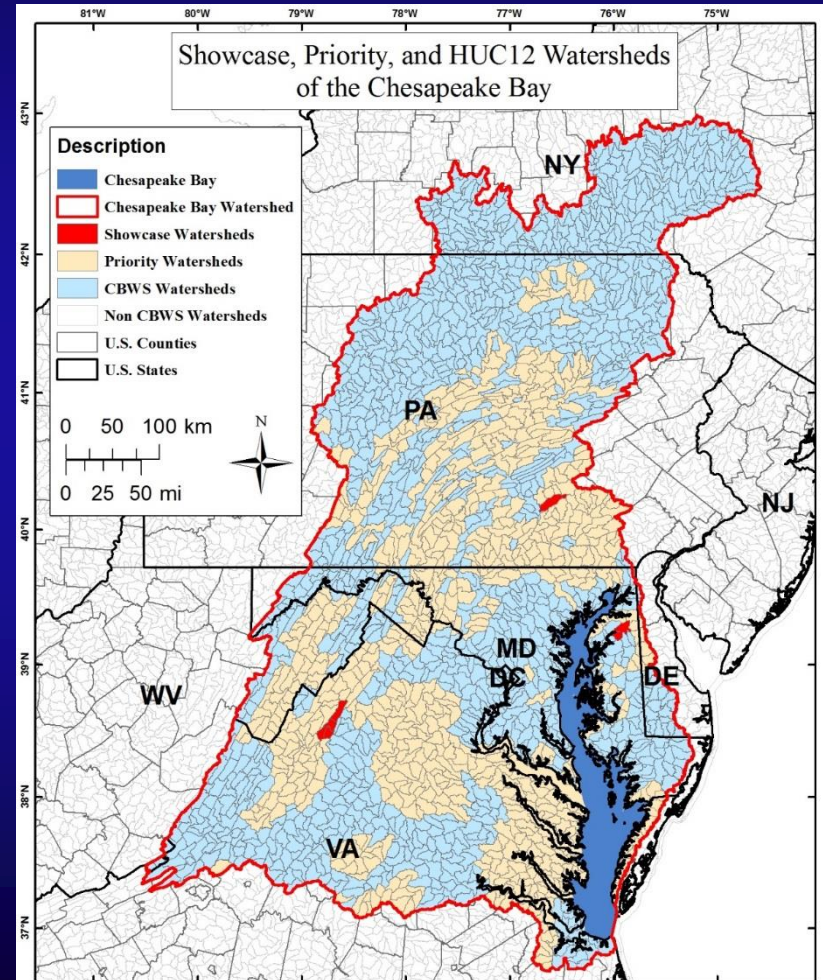 81°W 80°W 79°W 78°W 77°W 76°W 75°W
Showcase, Priority, and HUC12 Watersheds
of the Chesapeake Bay
43°N
42°N
41°N
40°N
39°N
38°N
37°N
Description
Chesapeake Bay
Chesapeake Bay Watershed
Showcase Watersheds
Priority Watersheds
CBWS Watersheds
Non CBWS Watersheds
U.S. Counties
U.S. States
0 50 100 km
0 25 50 mi
N
NY
PA
NJ
MD
DC
DE
WV
VA